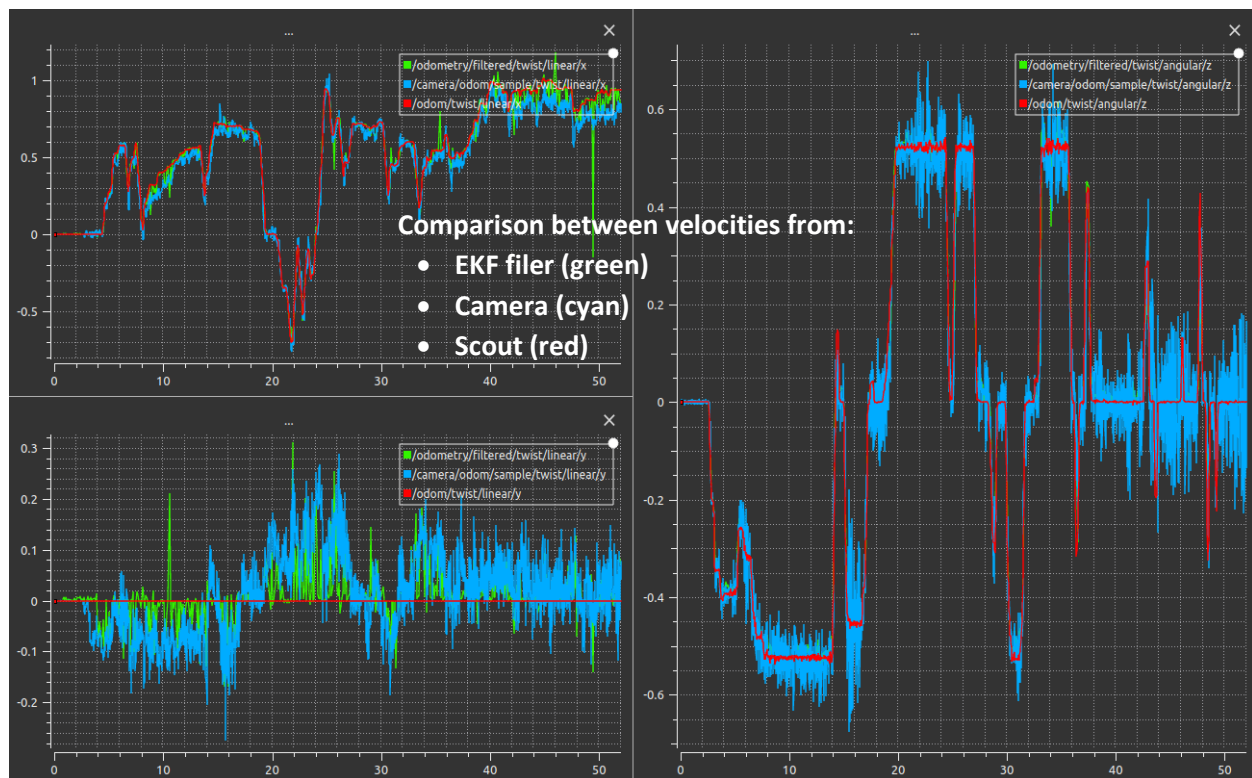 ...
/odometry/filtered/twist/linear/x
/camera/odom/sample/twist/linear/x
/odom/twist/linear/x
1
0.5
0
-0.5
0 10 20 30 40 50
Comparison between velocities from:
• EKF filer (green)
• Camera (cyan)
• Scout (red)
...
/odometry/filtered/twist/linear/y
/camera/odom/sample/twist/linear/y
/odom/twist/linear/y
0.3
0.2
0.1
0
-0.1
-0.2
0 10 20 30 40 50
...
/odometry/filtered/twist/angular/z
/camera/odom/sample/twist/angular/z
/odom/twist/angular/z
0.6
0.4
0.2
0
-0.2
-0.4
-0.6
0 10 20 30 40 50